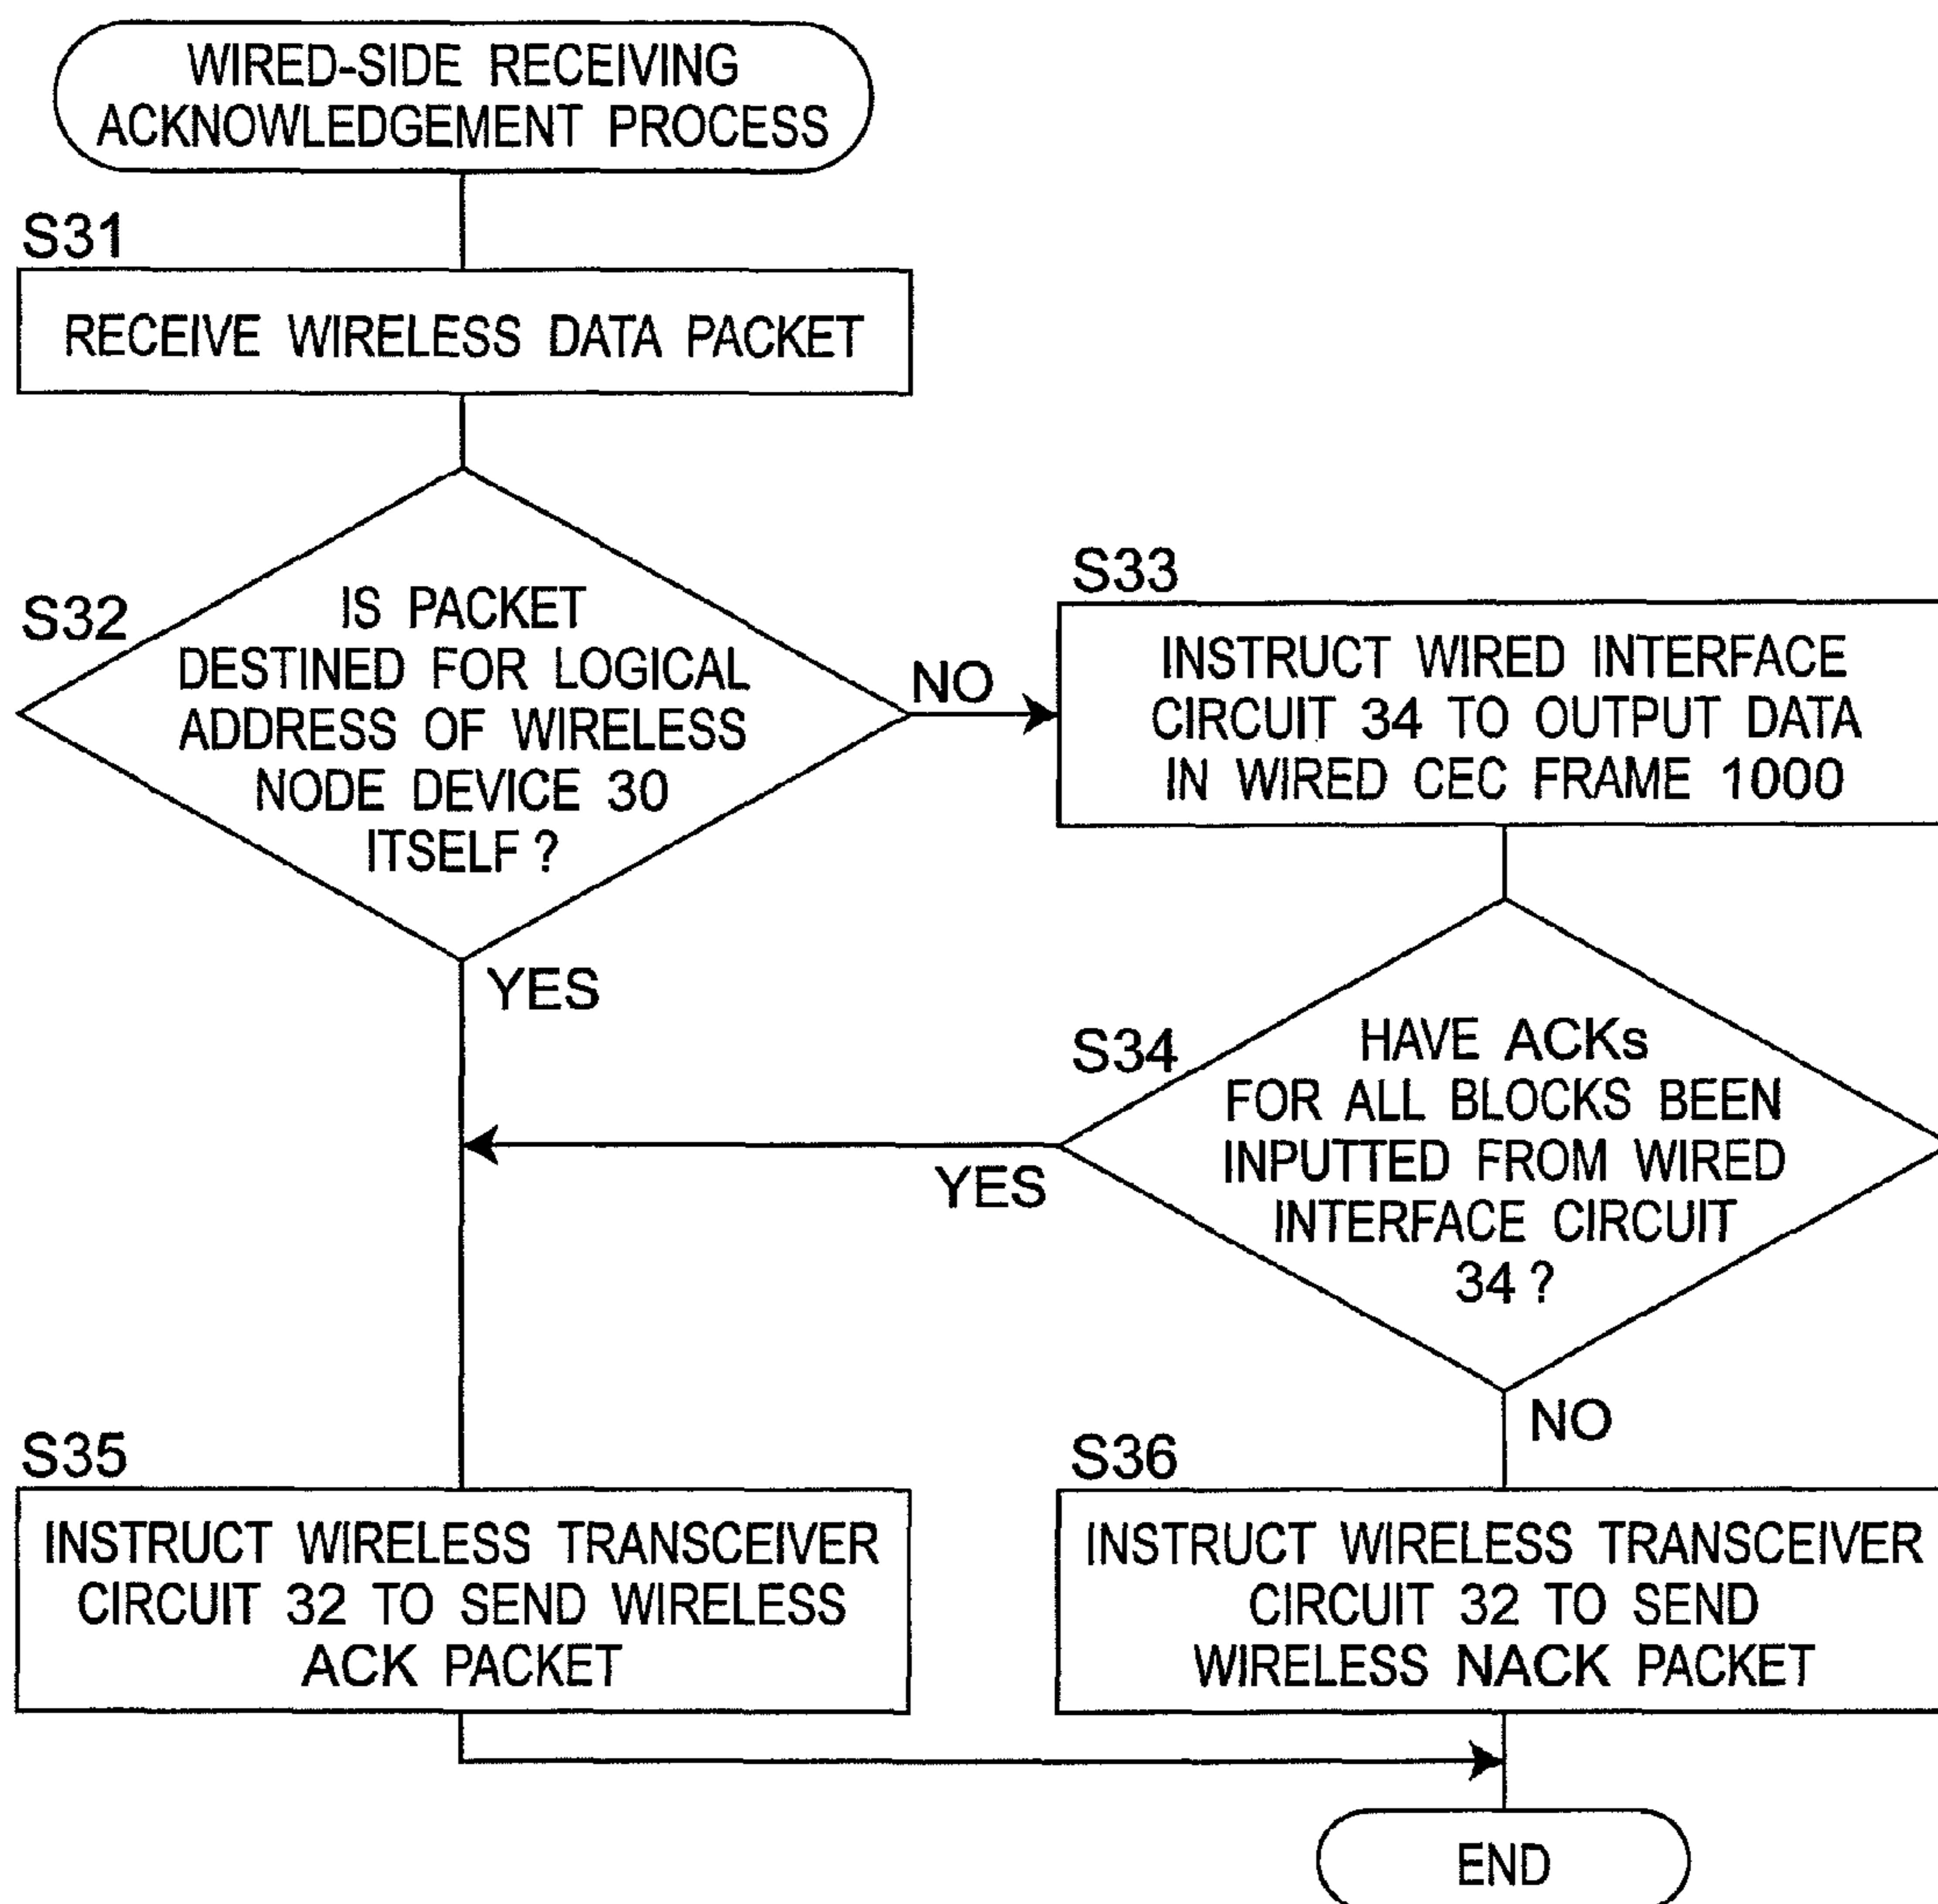 WIRED-SIDE RECEIVING
ACKNOWLEDGEMENT PROCESS
S31
RECEIVE WIRELESS DATA PACKET
S32
IS PACKET
DESTINED FOR LOGICAL
ADDRESS OF WIRELESS
NODE DEVICE 30
ITSELF ?
NO
YES
S33
INSTRUCT WIRED INTERFACE
CIRCUIT 34 TO OUTPUT DATA
IN WIRED CEC FRAME 1000
S34
HAVE ACKs
FOR ALL BLOCKS BEEN
INPUTTED FROM WIRED
INTERFACE CIRCUIT
34 ?
YES
NO
S35
INSTRUCT WIRELESS TRANSCEIVER
CIRCUIT 32 TO SEND WIRELESS
ACK PACKET
S36
INSTRUCT WIRELESS TRANSCEIVER
CIRCUIT 32 TO SEND
WIRELESS NACK PACKET
END